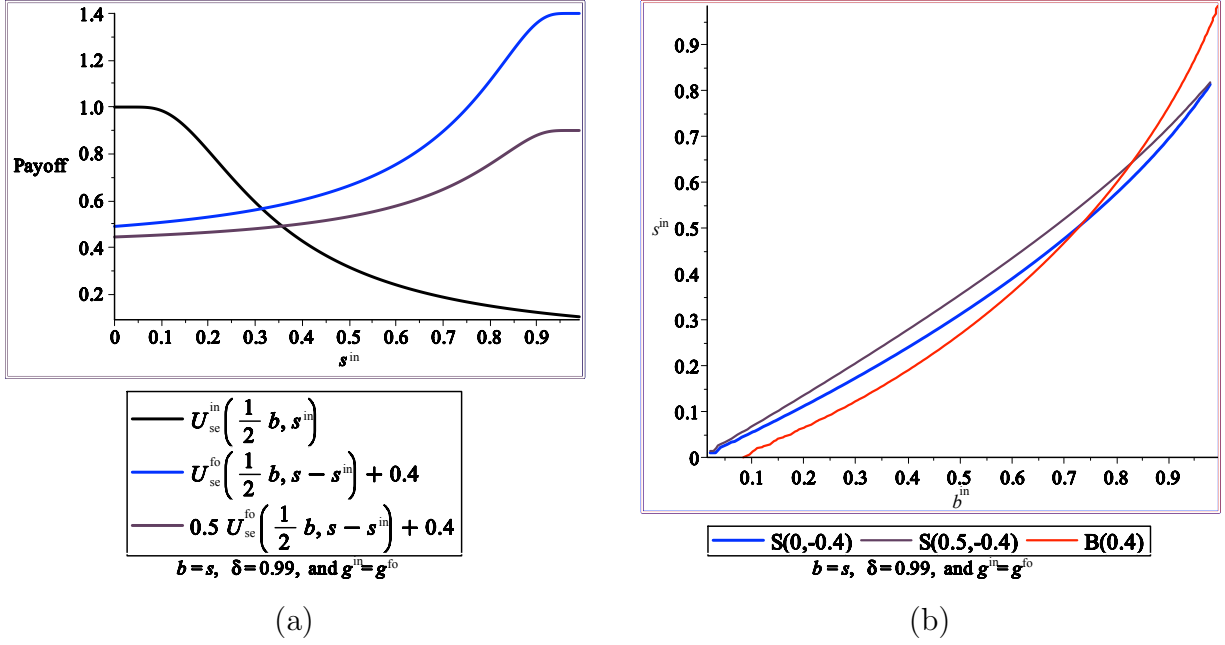 1.4
1.2
1.0
0.8
0.6
0.4
0.2
Payoff
0 0.1 0.2 0.3 0.4 0.5 0.6 0.7 0.8 0.9
s^in
U_se^in(1/2 b, s^in)
U_se^fo(1/2 b, s − s^in) + 0.4
0.5 U_se^fo(1/2 b, s − s^in) + 0.4
b = s, δ = 0.99, and g^in = g^fo
(a)
0.9
0.8
0.7
0.6
0.5
s^in
0.4
0.3
0.2
0.1
0
0.1 0.2 0.3 0.4 0.5 0.6 0.7 0.8 0.9
b^in
S(0,-0.4) S(0.5,-0.4) B(0.4)
b = s, δ = 0.99, and g^in = g^fo
(b)